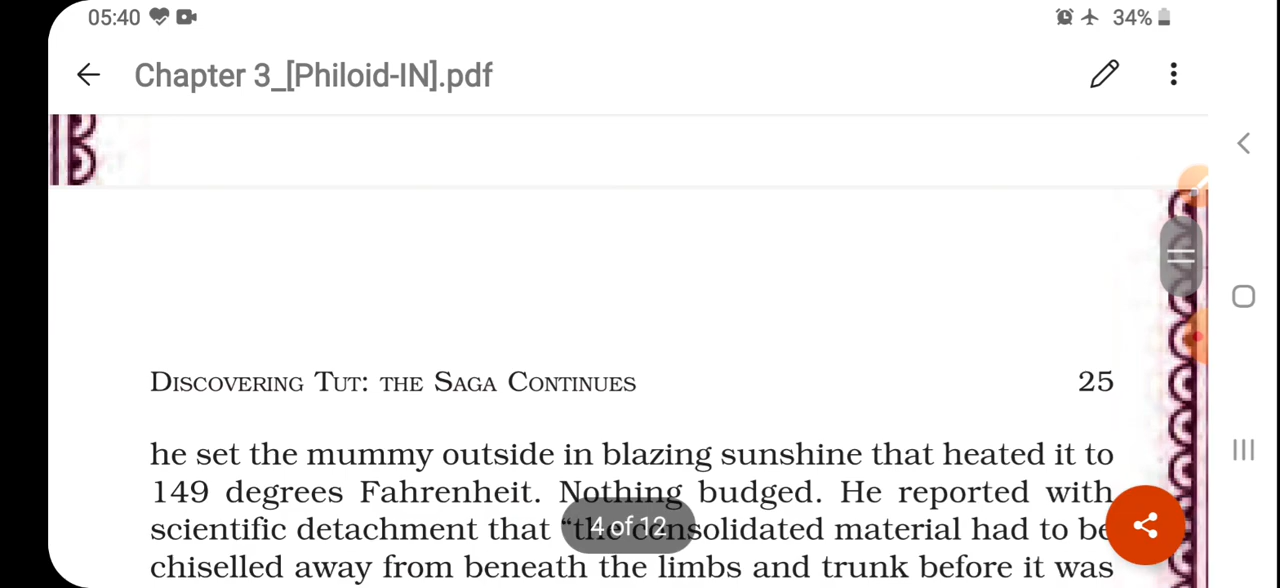 05:40
34%
Chapter 3_[Philoid-IN].pdf
DISCOVERING TUT: THE SAGA CONTINUES 25
he set the mummy outside in blazing sunshine that heated it to
149 degrees Fahrenheit. Nothing budged. He reported with
scientific detachment that “the consolidated material had to be
4 of 12
chiselled away from beneath the limbs and trunk before it was